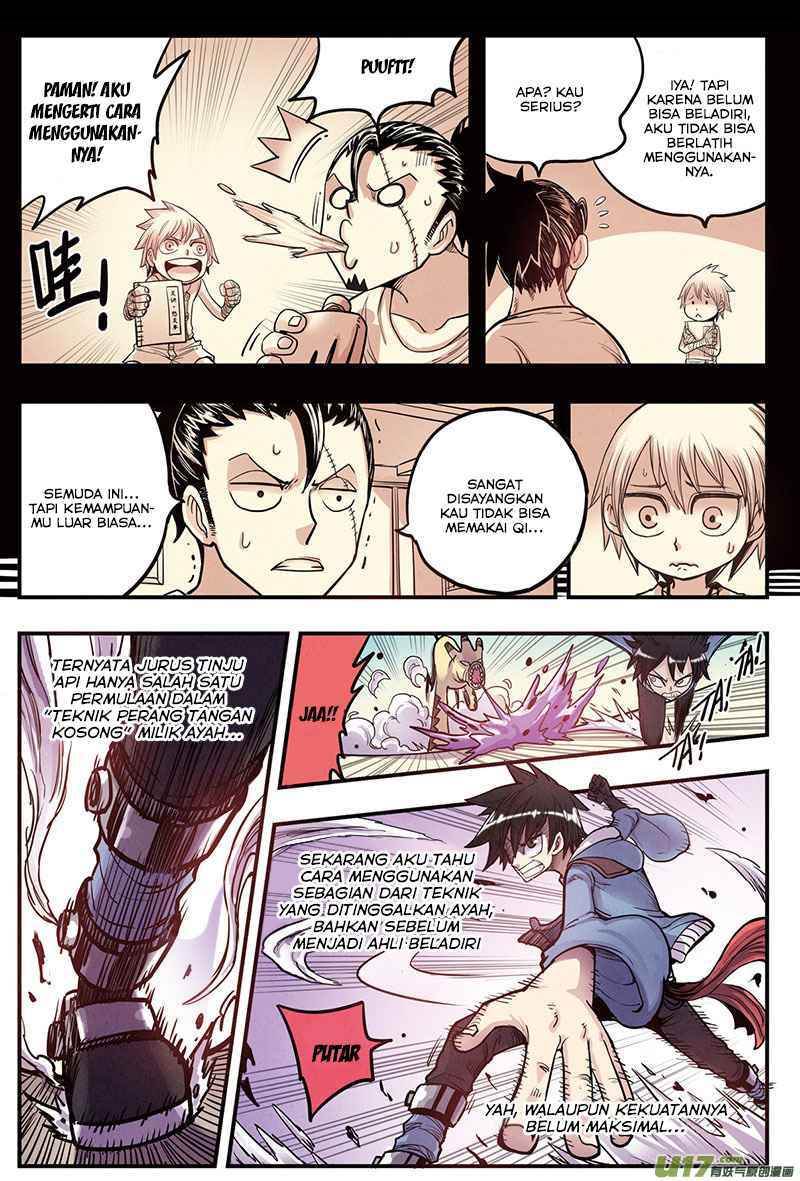 PAMAN! AKU
MENGERTI CARA
MENGGUNAKAN-
NYA!
PUUFTT!
哇!
APA? KAU
SERIUS?
IYA! TAPI
KARENA BELUM
BISA BELADIRI,
AKU TIDAK BISA
BERLATIH
MENGGUNAKAN-
NYA.
SEMUDA INI...
TAPI KEMAMPUAN-
MU LUAR BIASA...
SANGAT
DISAYANGKAN
KAU TIDAK BISA
MEMAKAI QI...
TERNYATA JURUS TINJU
API HANYA SALAH SATU
PERMULAAN DALAM
"TEKNIK PERANG TANGAN
KOSONG" MILIK AYAH...
JAA!!
TA!
TA!
TA!
SEKARANG AKU TAHU
CARA MENGGUNAKAN
SEBAGIAN DARI TEKNIK
YANG DITINGGALKAN AYAH,
BAHKAN SEBELUM
MENJADI AHLI BELADIRI
PUTAR
YAH, WALAUPUN KEKUATANNYA
BELUM MAKSIMAL...
U17.com
有妖气原创漫画